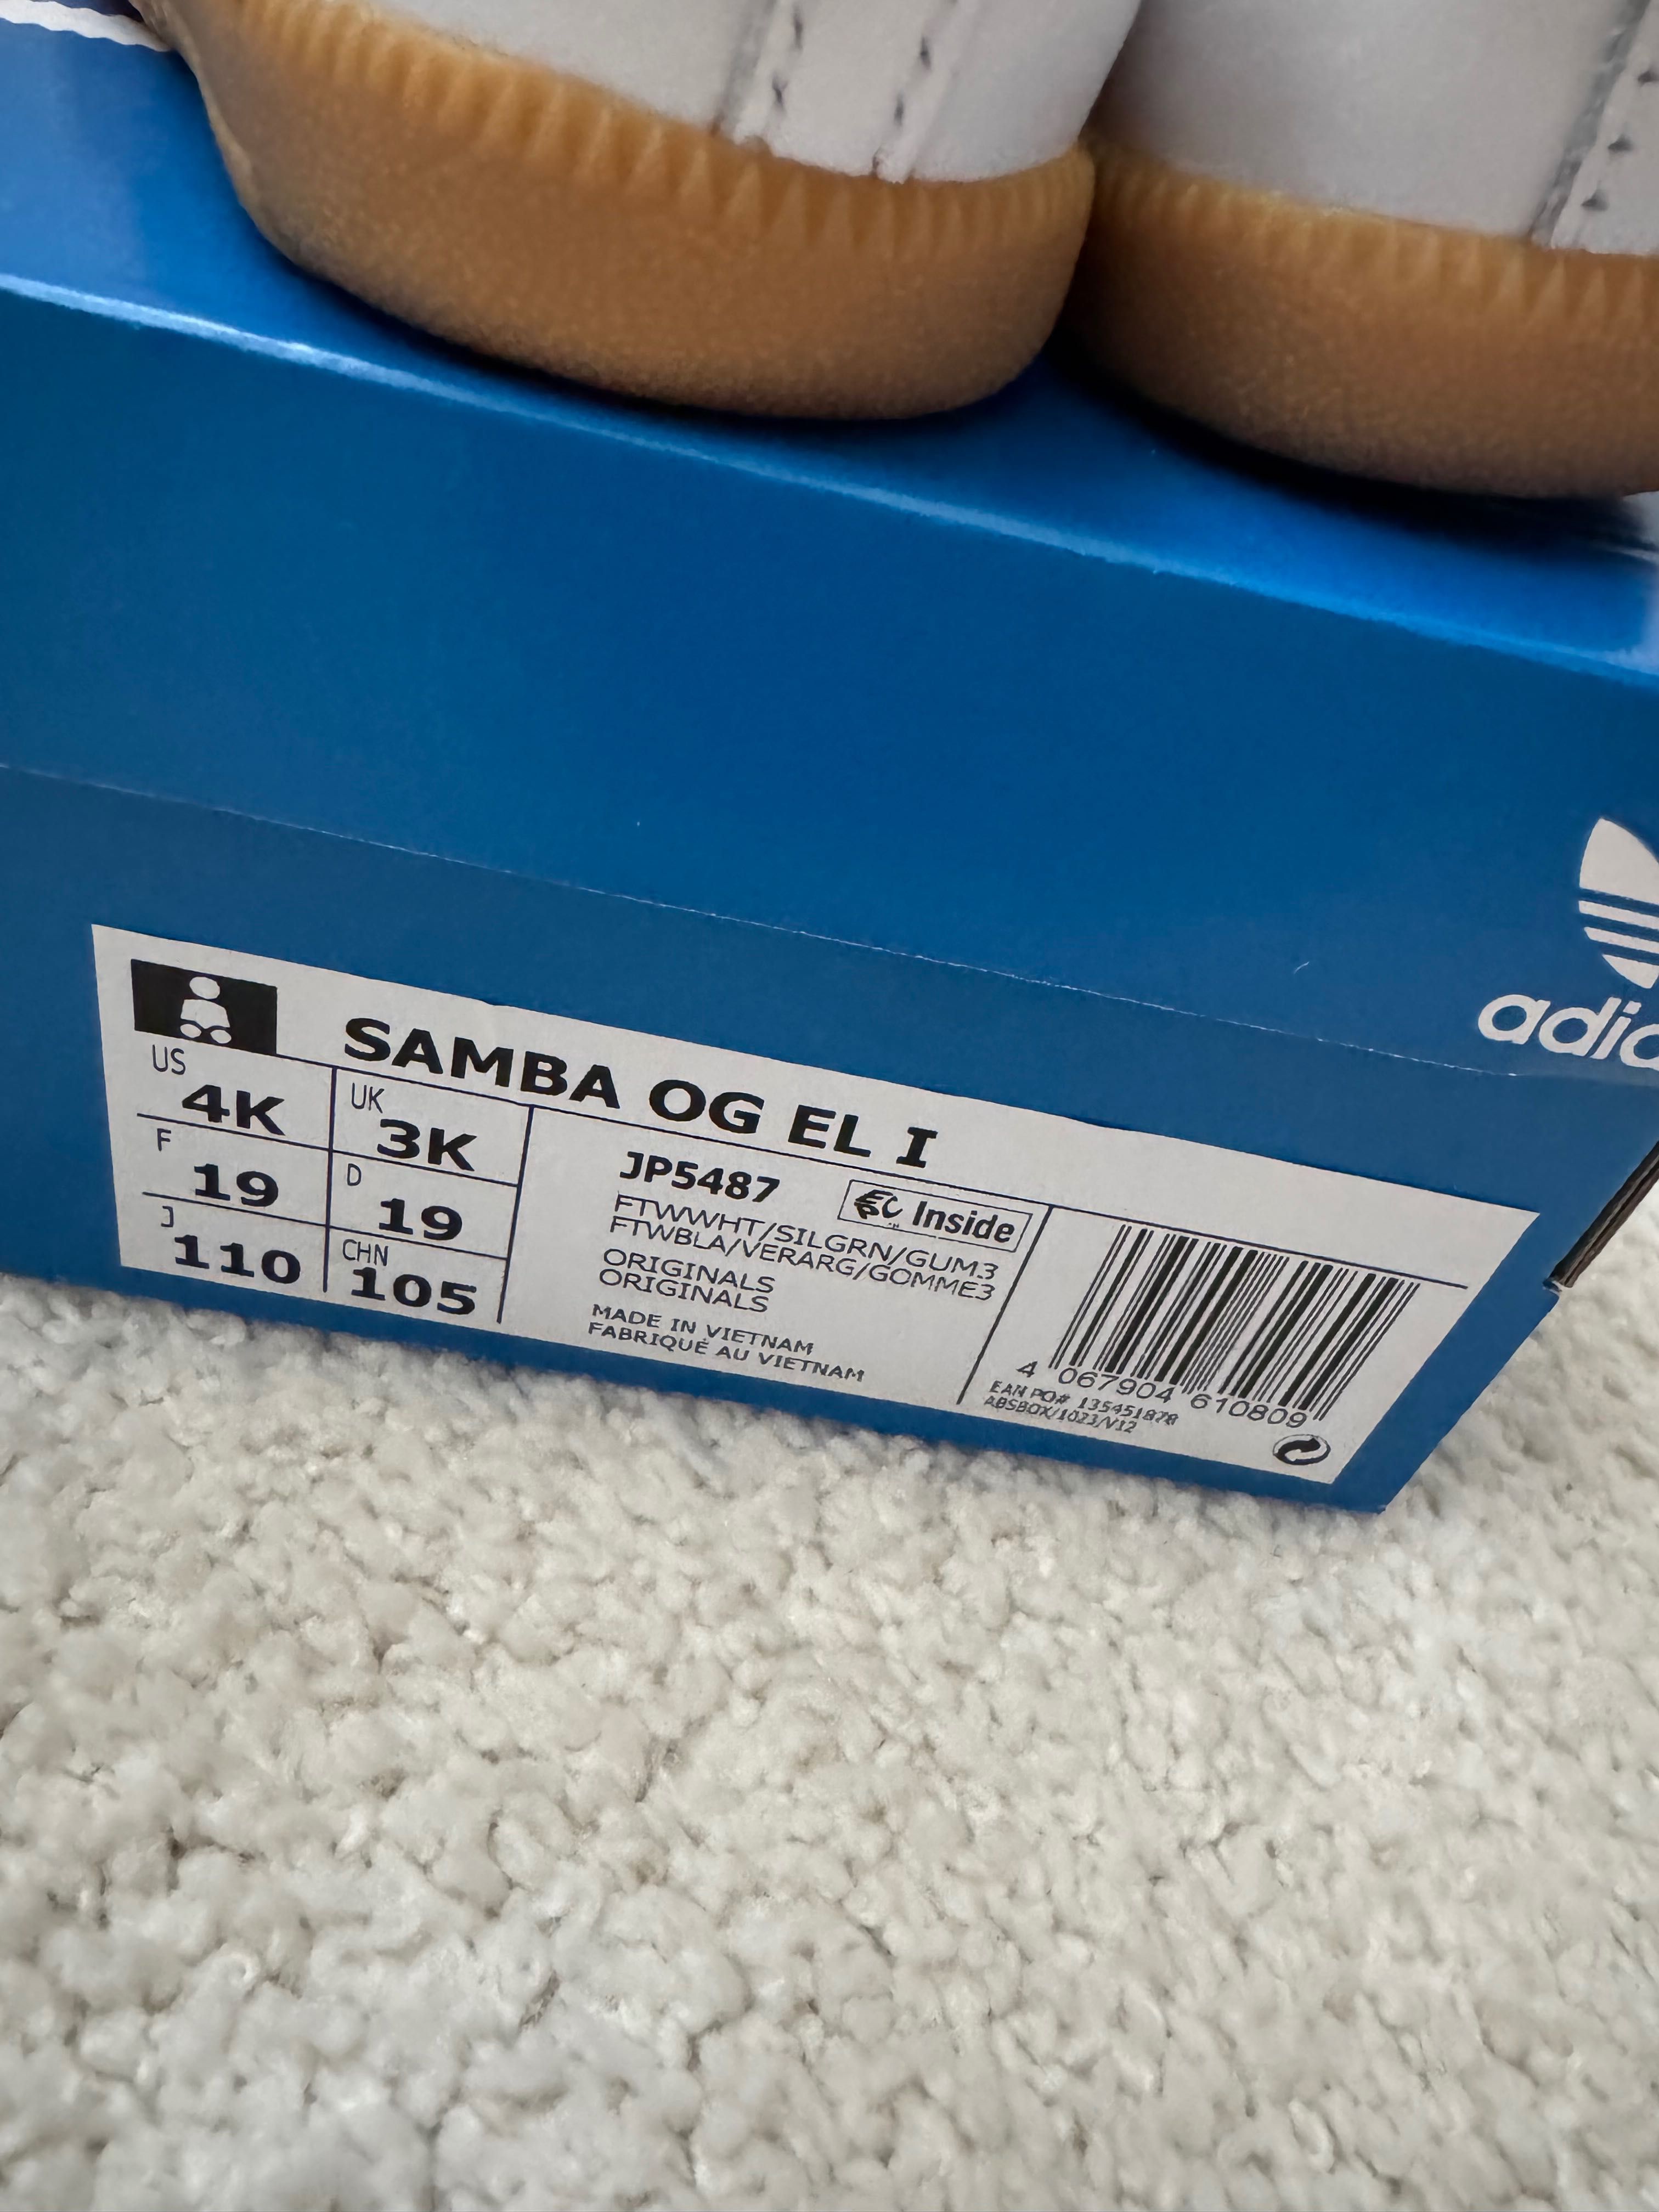 adid
SAMBA OG EL I
US
4K
UK
3K
F
19
D
19
J
110
CHN
105
JP5487
Inside
FTWWHT/SILGRN/GUM3
FTWBLA/VERARG/GOMME3
ORIGINALS
ORIGINALS
MADE IN VIETNAM
FABRIQUÉ AU VIETNAM
4 067904 610809
EAN PO# 135451878
ABSBOX/1023/V12